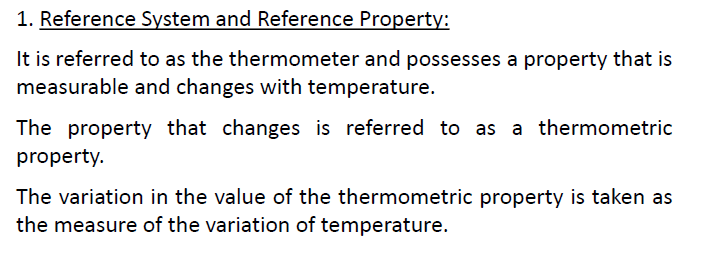 1. Reference System and Reference Property:
It is referred to as the thermometer and possesses a property that is
measurable and changes with temperature.
The property that changes is referred to as a thermometric
property.
The variation in the value of the thermometric property is taken as
the measure of the variation of temperature.